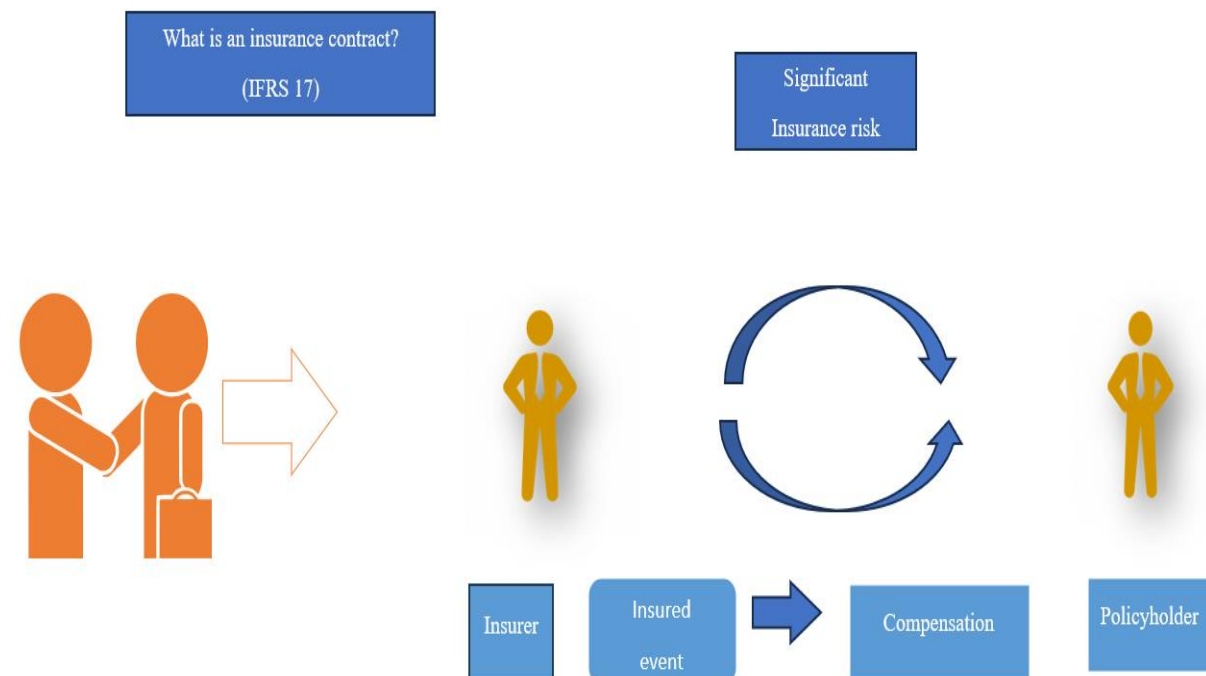 What is an insurance contract?
(IFRS 17)
Significant
Insurance risk
Insurer
Insured
event
Compensation
Policyholder